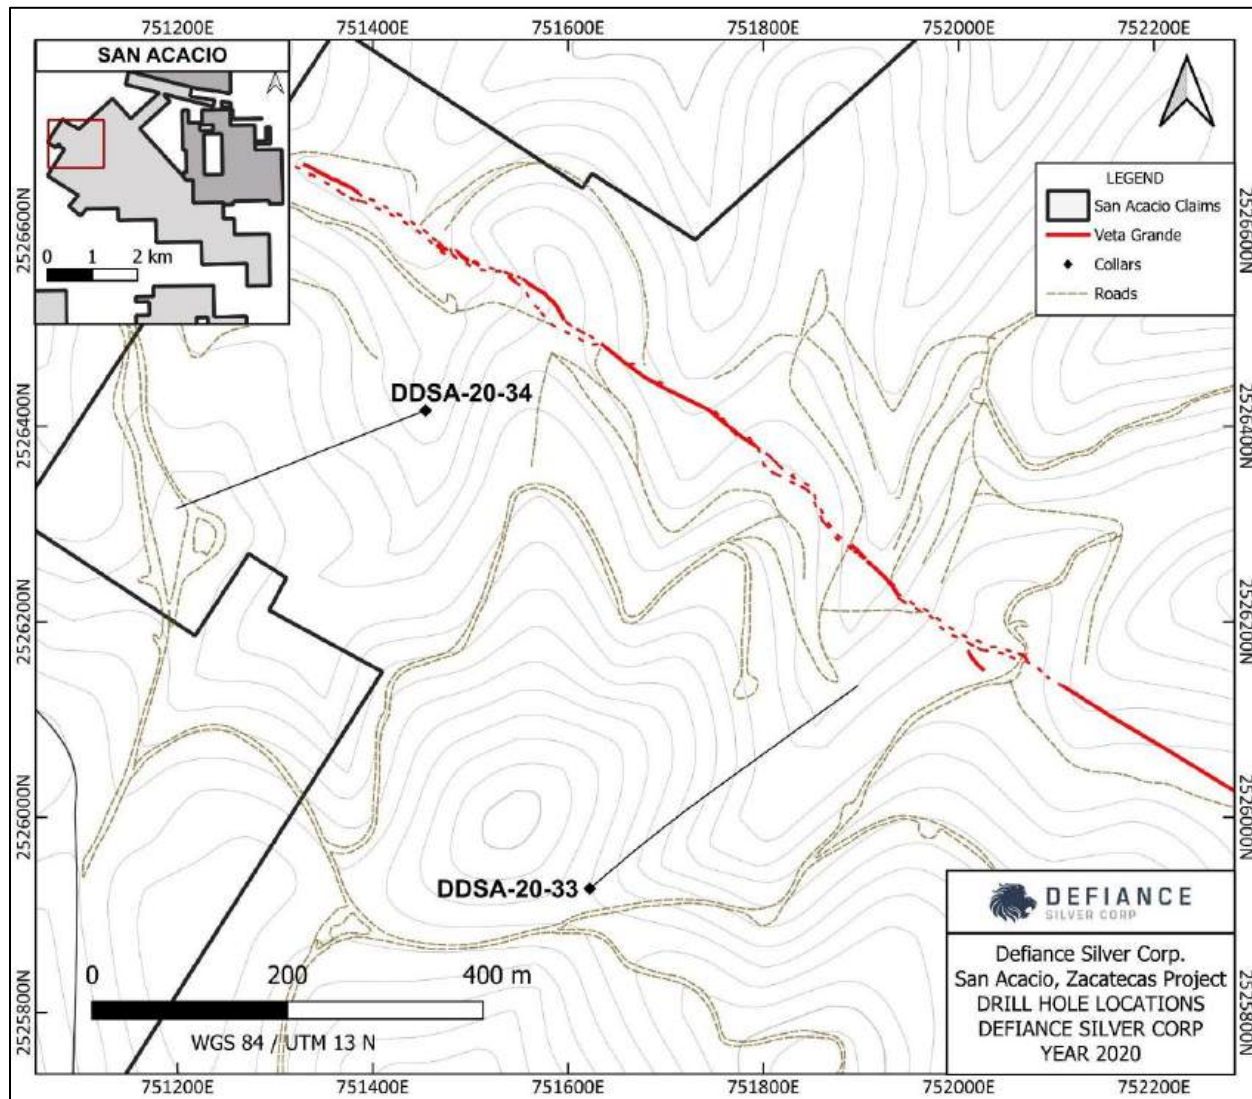 751200E 751400E 751600E 751800E 752000E 752200E
SAN ACACIO
0 1 2 km
LEGEND
San Acacio Claims
Veta Grande
Collars
Roads
2526600N
2526600N
DDSA-20-34
2526400N
2526400N
2526200N
2526200N
2526000N
2526000N
DDSA-20-33
DEFIANCE
SILVER CORP
0 200 400 m
WGS 84 / UTM 13 N
Defiance Silver Corp.
San Acacio, Zacatecas Project
DRILL HOLE LOCATIONS
DEFIANCE SILVER CORP
YEAR 2020
2525800N
2525800N
751200E 751400E 751600E 751800E 752000E 752200E